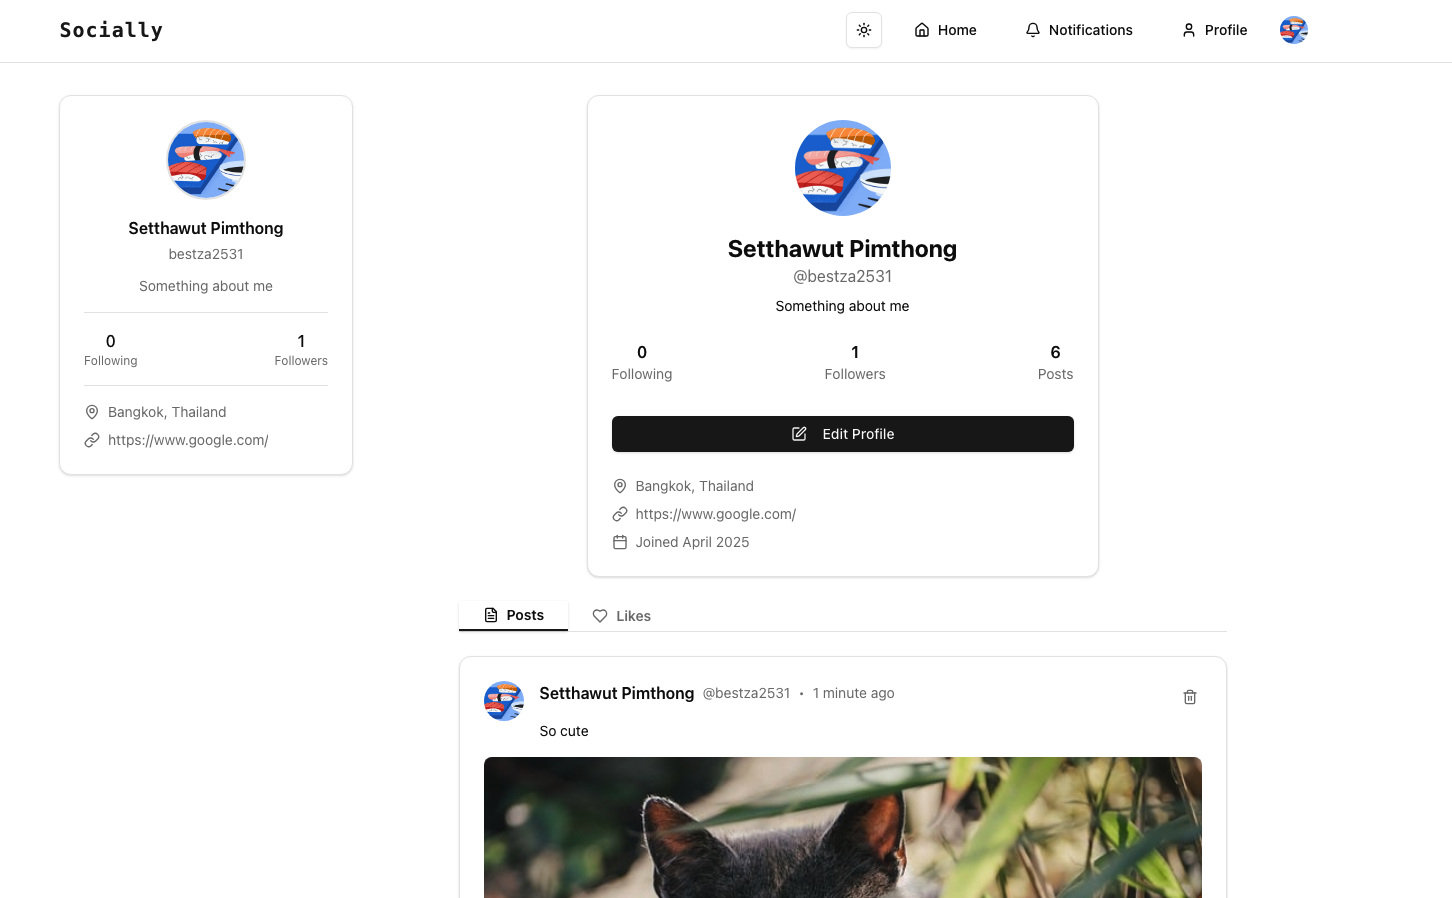 Socially
Home
Notifications
Profile
Setthawut Pimthong
bestza2531
Something about me
0
Following
1
Followers
Bangkok, Thailand
https://www.google.com/
Setthawut Pimthong
@bestza2531
Something about me
0
Following
1
Followers
6
Posts
Edit Profile
Bangkok, Thailand
https://www.google.com/
Joined April 2025
Posts
Likes
Setthawut Pimthong @bestza2531 • 1 minute ago
So cute